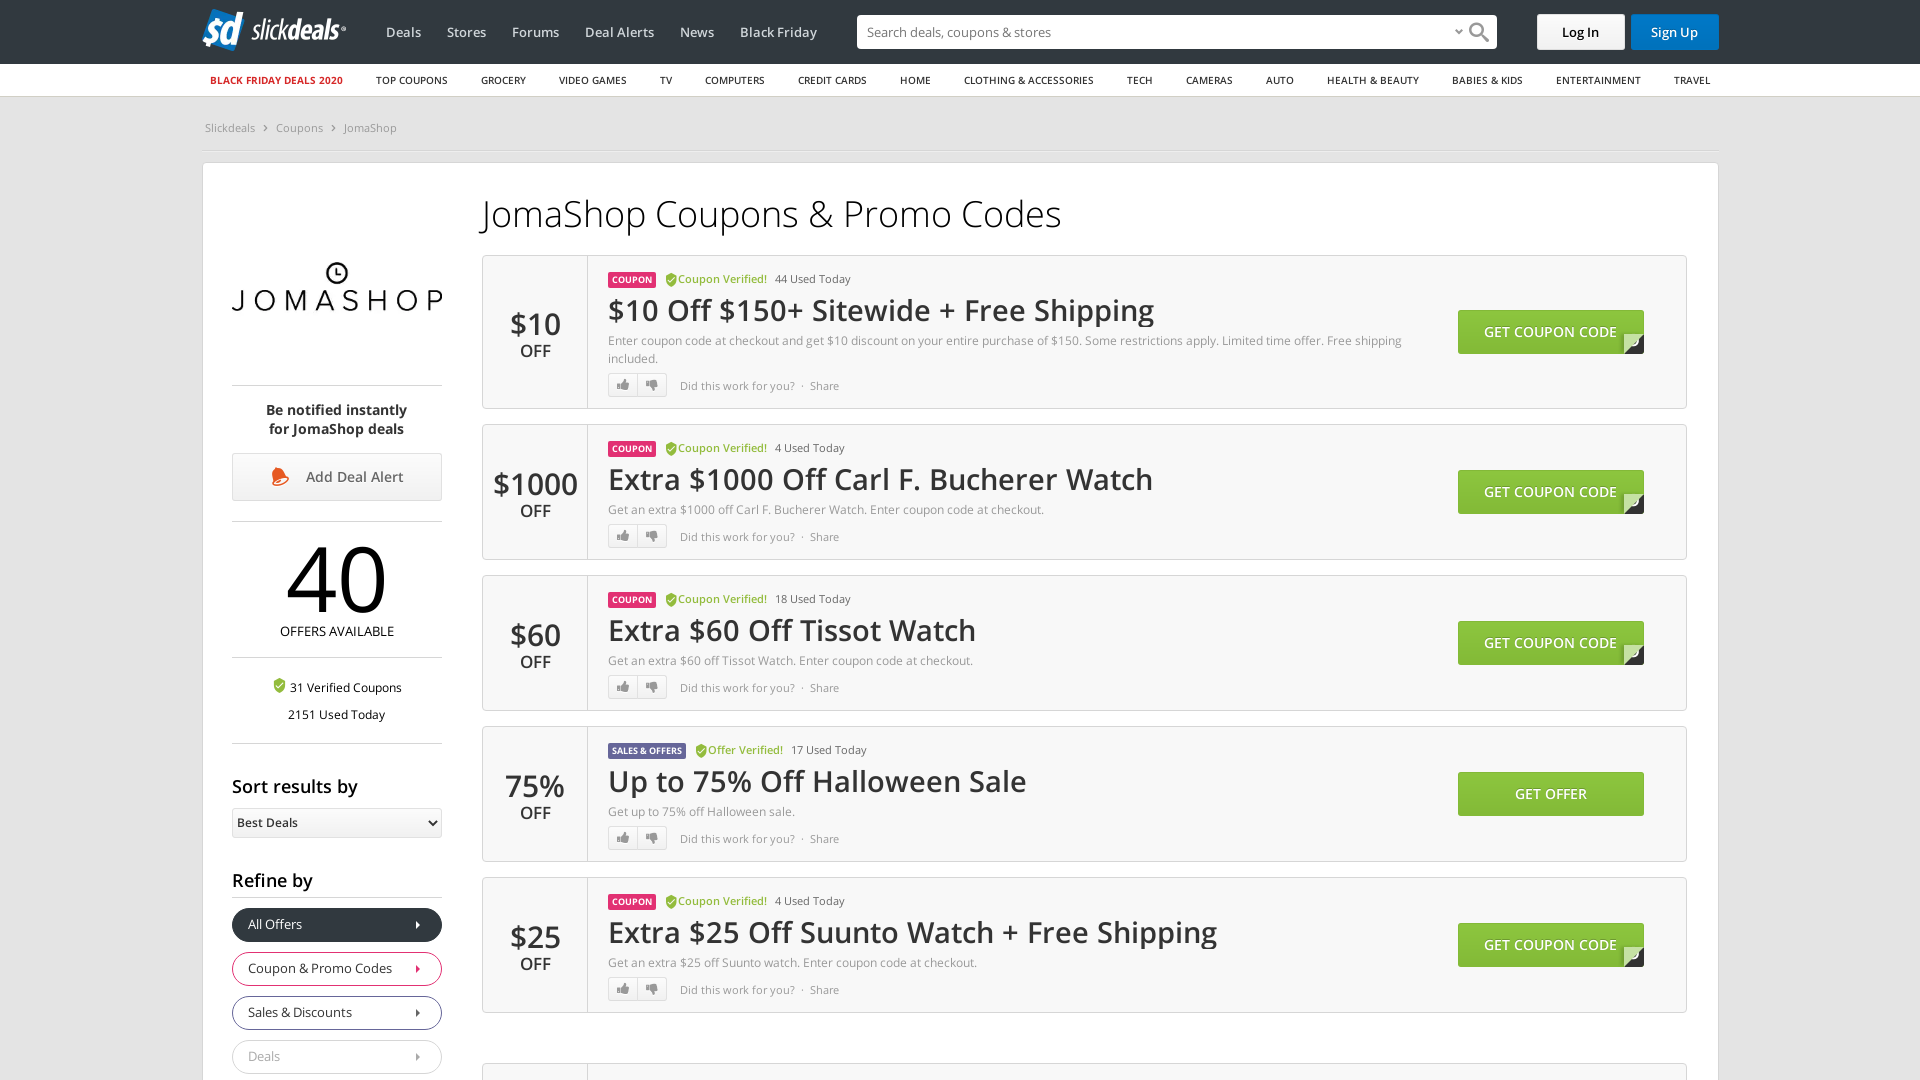 sd slickdeals
Deals Stores Forums Deal Alerts News Black Friday Search deals, coupons & stores Log In Sign Up
BLACK FRIDAY DEALS 2020 TOP COUPONS GROCERY VIDEO GAMES TV COMPUTERS CREDIT CARDS HOME CLOTHING & ACCESSORIES TECH CAMERAS AUTO HEALTH & BEAUTY BABIES & KIDS ENTERTAINMENT TRAVEL
Slickdeals Coupons JomaShop
JOMASHOP
Be notified instantly
for JomaShop deals
Add Deal Alert
40
OFFERS AVAILABLE
31 Verified Coupons
2151 Used Today
Sort results by
Best Deals
Refine by
All Offers
Coupon & Promo Codes
Sales & Discounts
Deals
JomaShop Coupons & Promo Codes
$10
OFF
COUPON Coupon Verified! 44 Used Today
$10 Off $150+ Sitewide + Free Shipping
Enter coupon code at checkout and get $10 discount on your entire purchase of $150. Some restrictions apply. Limited time offer. Free shipping
included.
Did this work for you? · Share
GET COUPON CODE
$1000
OFF
COUPON Coupon Verified! 4 Used Today
Extra $1000 Off Carl F. Bucherer Watch
Get an extra $1000 off Carl F. Bucherer Watch. Enter coupon code at checkout.
Did this work for you? · Share
GET COUPON CODE
$60
OFF
COUPON Coupon Verified! 18 Used Today
Extra $60 Off Tissot Watch
Get an extra $60 off Tissot Watch. Enter coupon code at checkout.
Did this work for you? · Share
GET COUPON CODE
75%
OFF
SALES & OFFERS Offer Verified! 17 Used Today
Up to 75% Off Halloween Sale
Get up to 75% off Halloween sale.
Did this work for you? · Share
GET OFFER
$25
OFF
COUPON Coupon Verified! 4 Used Today
Extra $25 Off Suunto Watch + Free Shipping
Get an extra $25 off Suunto watch. Enter coupon code at checkout.
Did this work for you? · Share
GET COUPON CODE